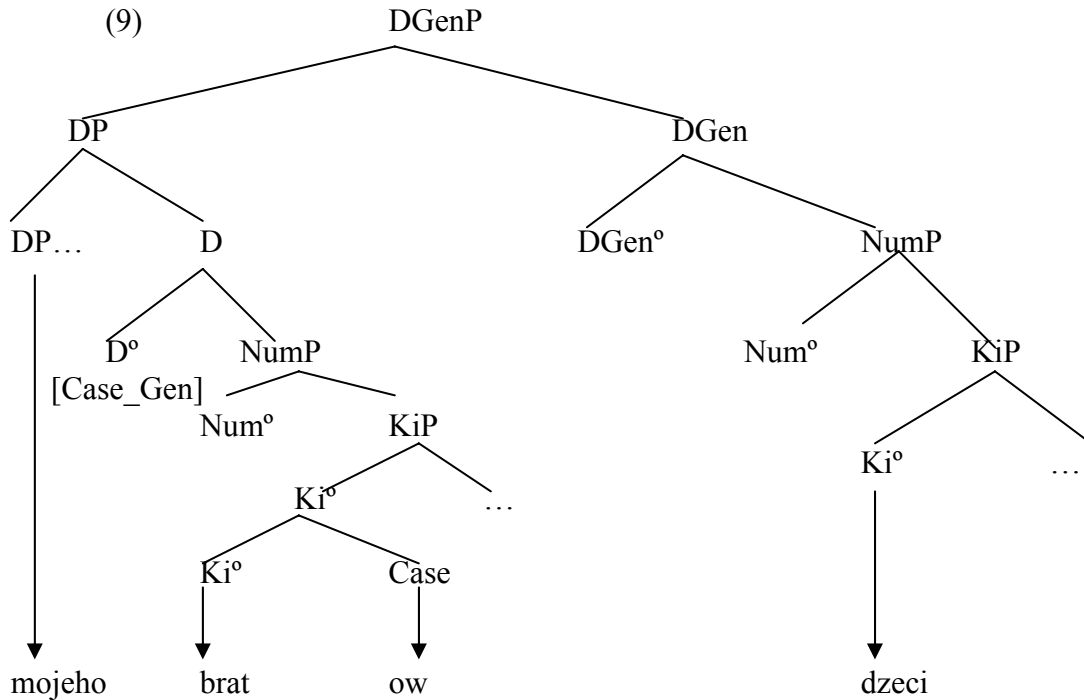 (9) DGenP
DP DGen
DP… D DGenº NumP
Dº NumP Numº KiP
[Case_Gen]
Numº KiP
Kiº …
Kiº …
Kiº Case
mojeho brat ow dzeci